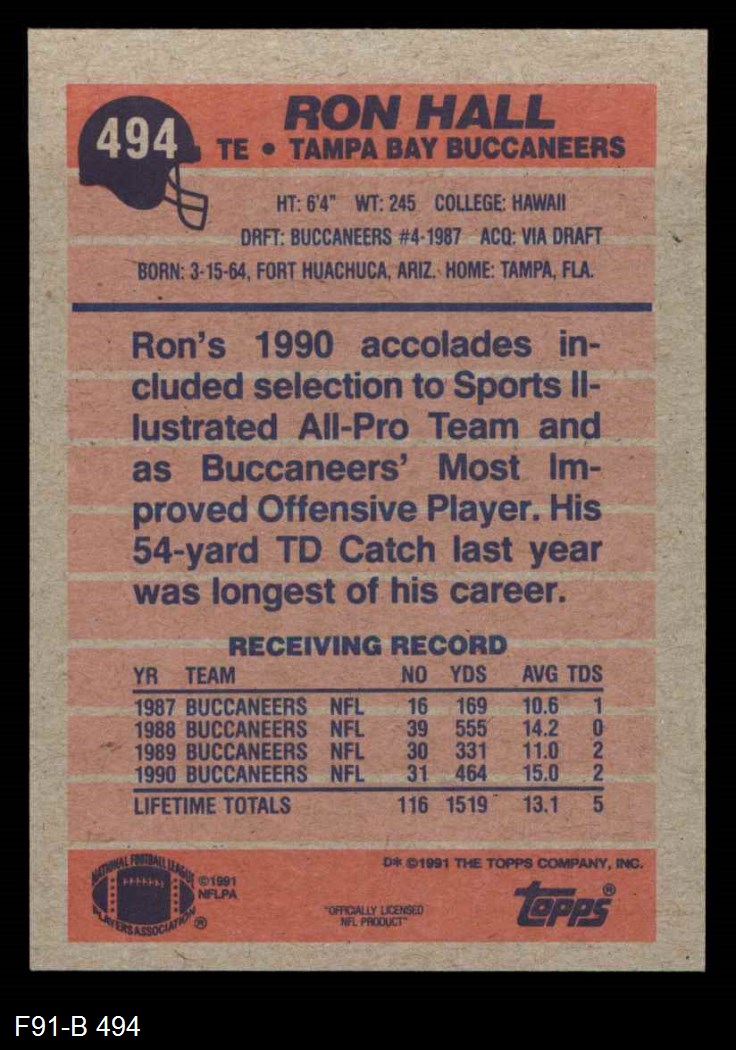 494
RON HALL
TE • TAMPA BAY BUCCANEERS
HT: 6'4" WT: 245 COLLEGE: HAWAII
DRFT: BUCCANEERS #4-1987 ACQ: VIA DRAFT
BORN: 3-15-64, FORT HUACHUCA, ARIZ. HOME: TAMPA, FLA.
Ron's 1990 accolades in-
cluded selection to Sports Il-
lustrated All-Pro Team and
as Buccaneers' Most Im-
proved Offensive Player. His
54-yard TD Catch last year
was longest of his career.
RECEIVING RECORD
YR TEAM NO YDS AVG TDS
1987 BUCCANEERS NFL 16 169 10.6 1
1988 BUCCANEERS NFL 39 555 14.2 0
1989 BUCCANEERS NFL 30 331 11.0 2
1990 BUCCANEERS NFL 31 464 15.0 2
LIFETIME TOTALS 116 1519 13.1 5
D* ©1991 THE TOPPS COMPANY, INC.
NATIONAL FOOTBALL LEAGUE
PLAYERS ASSOCIATION ®
©1991
NFLPA
"OFFICIALLY LICENSED
NFL PRODUCT"
topps®
F91-B 494